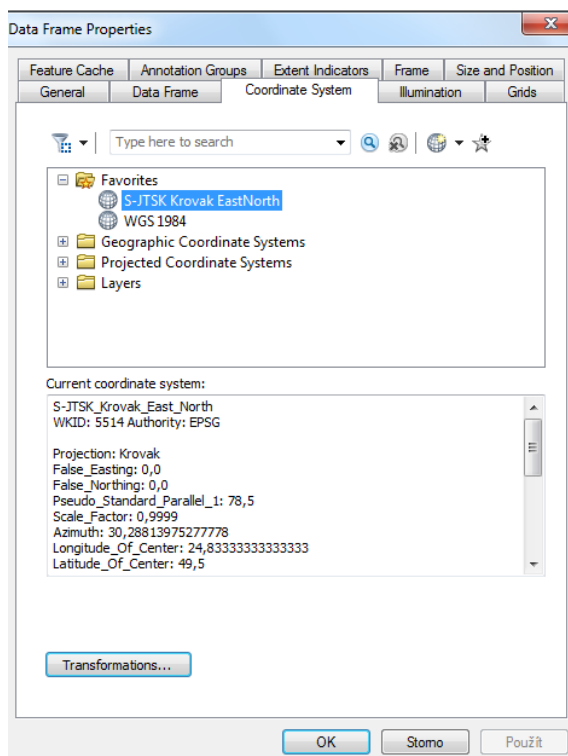 Data Frame Properties
Feature Cache Annotation Groups Extent Indicators Frame Size and Position
General Data Frame Coordinate System Illumination Grids
Type here to search
Favorites
S-JTSK Krovak EastNorth
WGS 1984
Geographic Coordinate Systems
Projected Coordinate Systems
Layers
Current coordinate system:
S-JTSK_Krovak_East_North
WKID: 5514 Authority: EPSG
Projection: Krovak
False_Easting: 0,0
False_Northing: 0,0
Pseudo_Standard_Parallel_1: 78,5
Scale_Factor: 0,9999
Azimuth: 30,28813975277778
Longitude_Of_Center: 24,83333333333333
Latitude_Of_Center: 49,5
Transformations...
OK Storno Použít